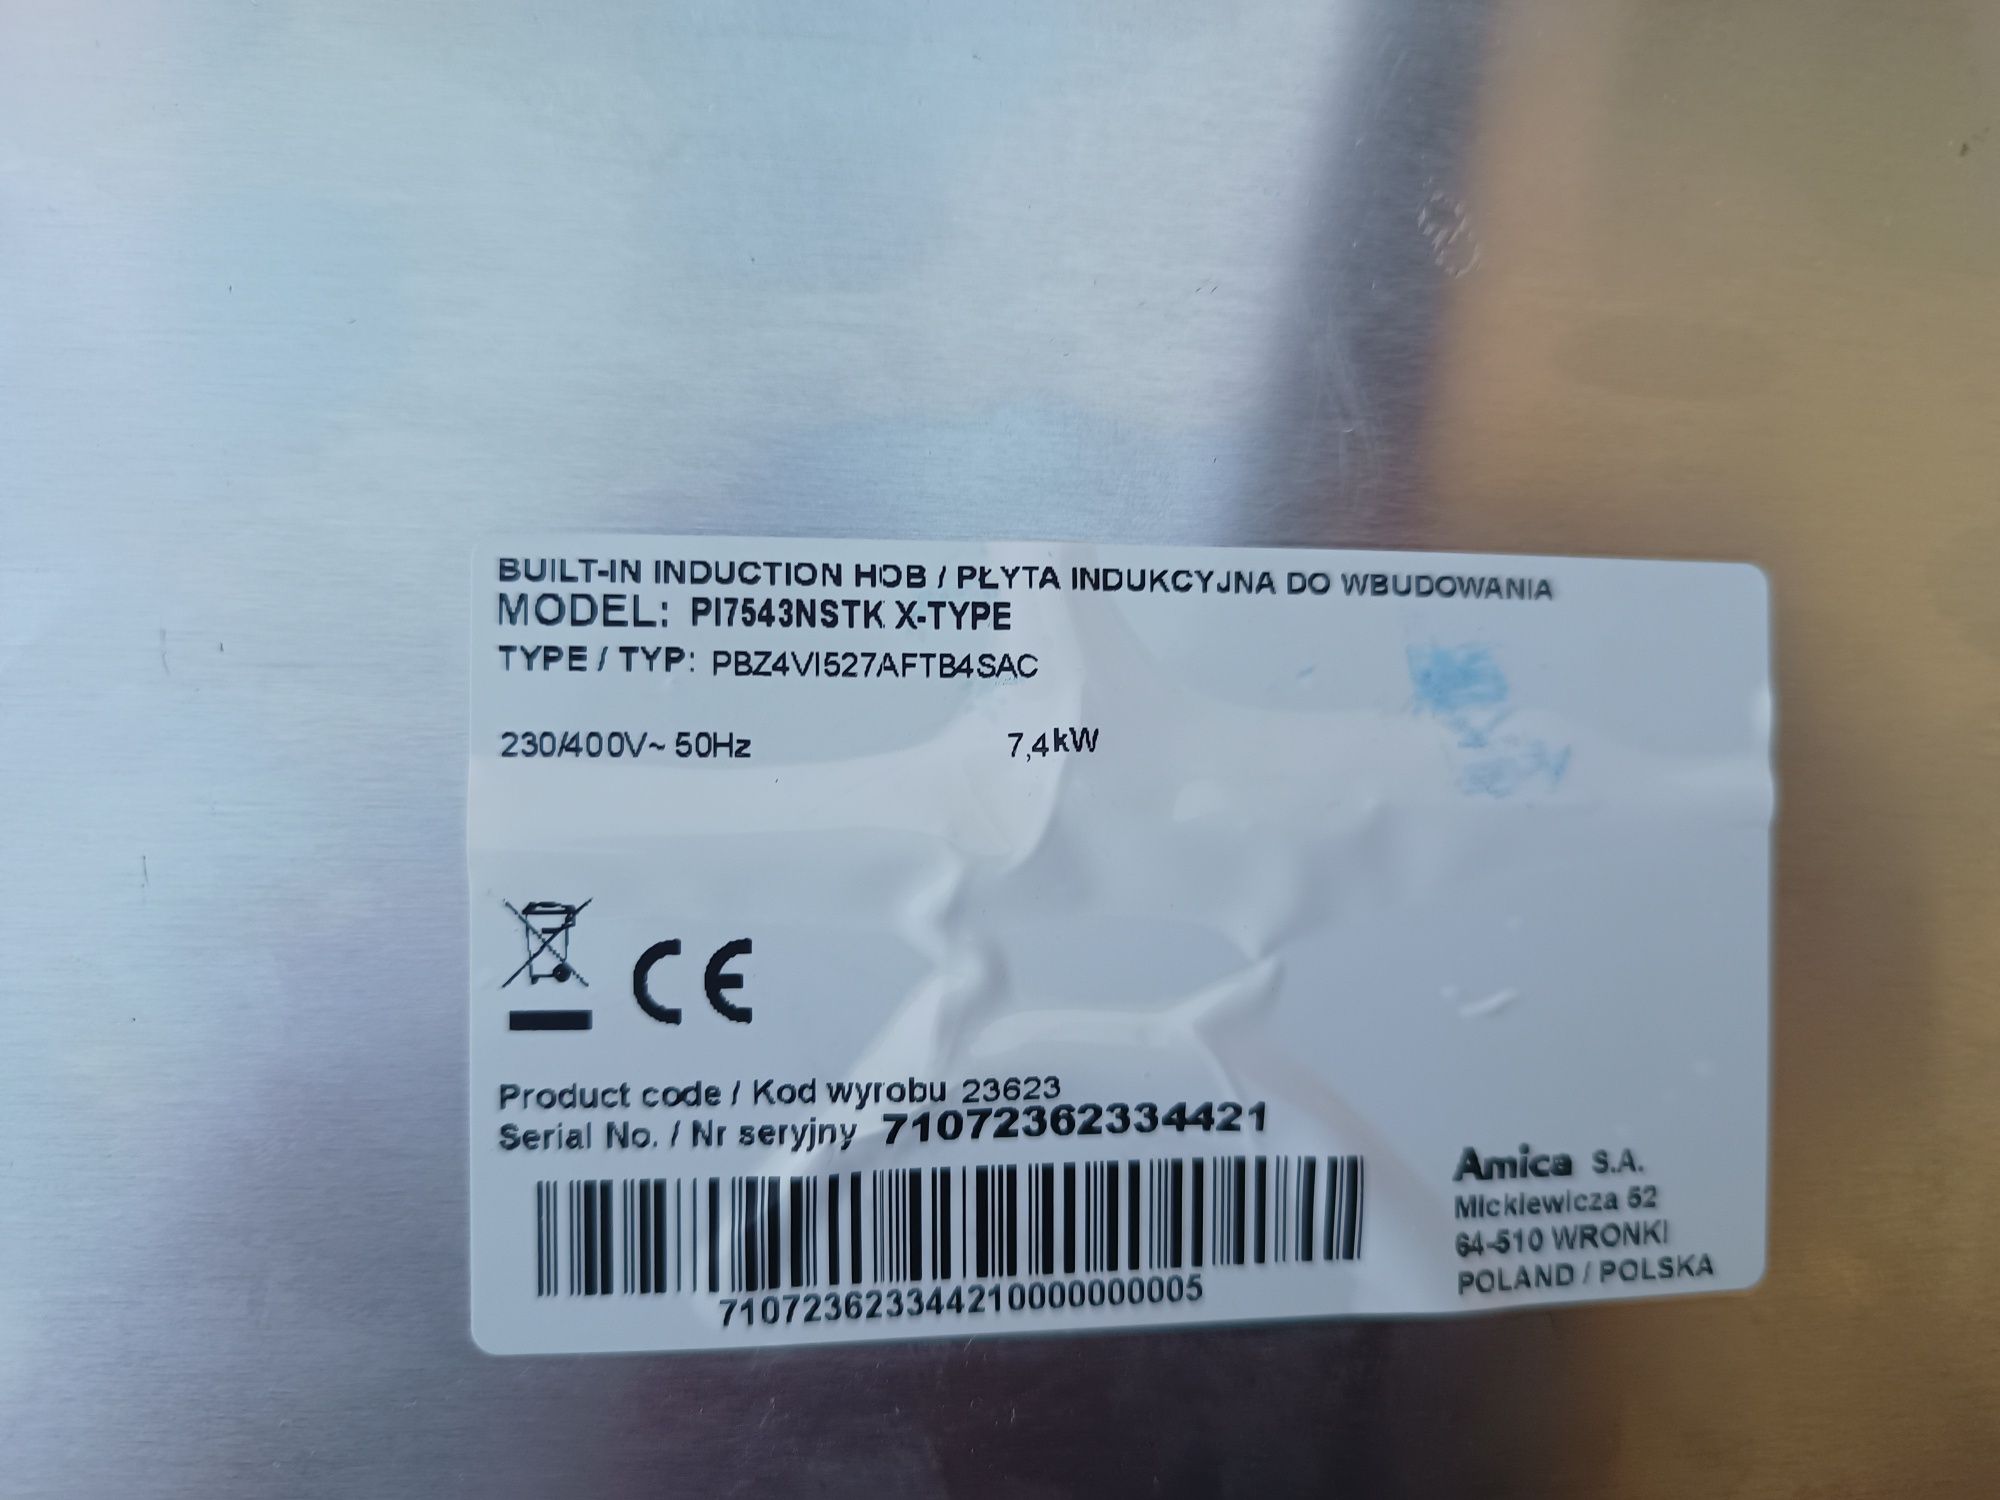 BUILT-IN INDUCTION HOB / PŁYTA INDUKCYJNA DO WBUDOWANIA
MODEL: PI7543NSTK X-TYPE
TYPE / TYP: PBZ4VI527AFTB4SAC
230/400V~ 50Hz 7,4kW
CE
Product code / Kod wyrobu 23623
Serial No. / Nr seryjny 71072362334421
710723623344210000000005
Amica S.A.
Mickiewicza 52
64-510 WRONKI
POLAND / POLSKA